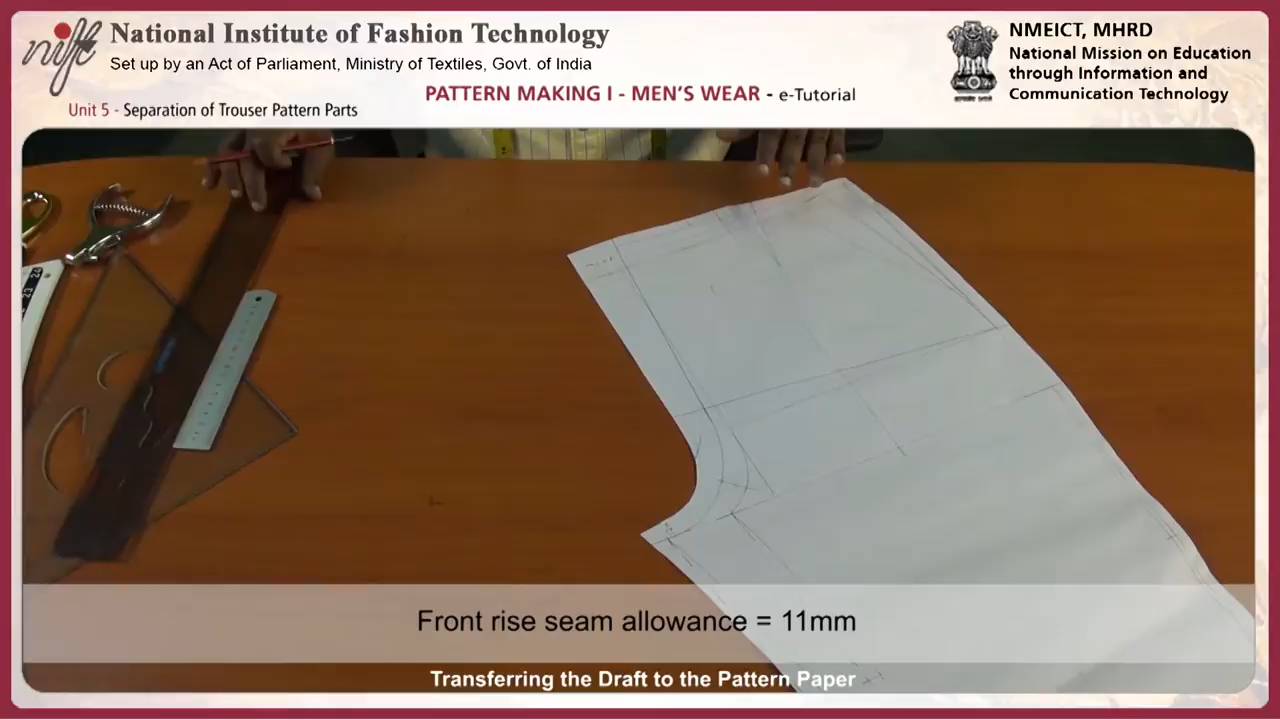 nift
National Institute of Fashion Technology
Set up by an Act of Parliament, Ministry of Textiles, Govt. of India
NMEICT, MHRD
National Mission on Education
through Information and
Communication Technology
PATTERN MAKING I - MEN'S WEAR - e-Tutorial
Unit 5 - Separation of Trouser Pattern Parts
Front rise seam allowance = 11mm
Transferring the Draft to the Pattern Paper